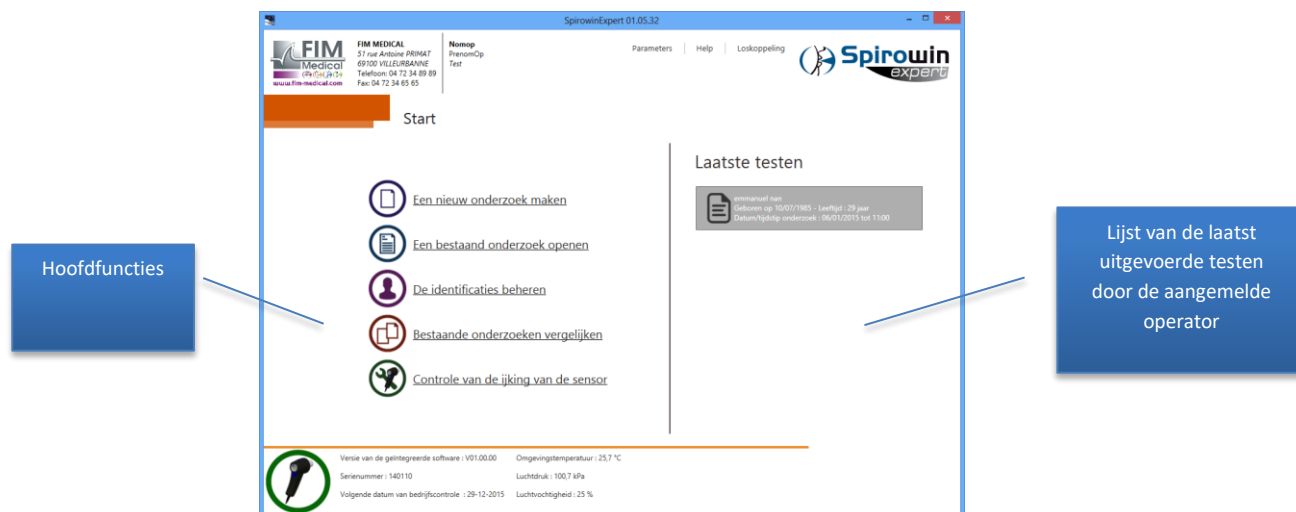 SpirowinExpert 01.05.32
FIM
Medical
www.fim-medical.com
FIM MEDICAL
51 rue Antoine PRIMAT
69100 VILLEURBANNE
Telefoon: 04 72 34 89 89
Fax: 04 72 34 65 65
Nomop
PrenomOp
Test
Parameters | Help | Loskoppeling
Spirowin
expert
Start
Een nieuw onderzoek maken
Een bestaand onderzoek openen
De identificaties beheren
Bestaande onderzoeken vergelijken
Controle van de ijking van de sensor
Laatste testen
emmanuel nan
Geboren op 10/07/1985 - Leeftijd : 29 jaar
Datum/tijdstip onderzoek : 06/01/2015 tot 11:00
Hoofdfuncties
Lijst van de laatst
uitgevoerde testen
door de aangemelde
operator
Versie van de geïntegreerde software : V01.00.00
Serienummer : 140110
Volgende datum van bedrijfscontrole : 29-12-2015
Omgevingstemperatuur : 25,7 °C
Luchtdruk : 100,7 kPa
Luchtvochtigheid : 25 %